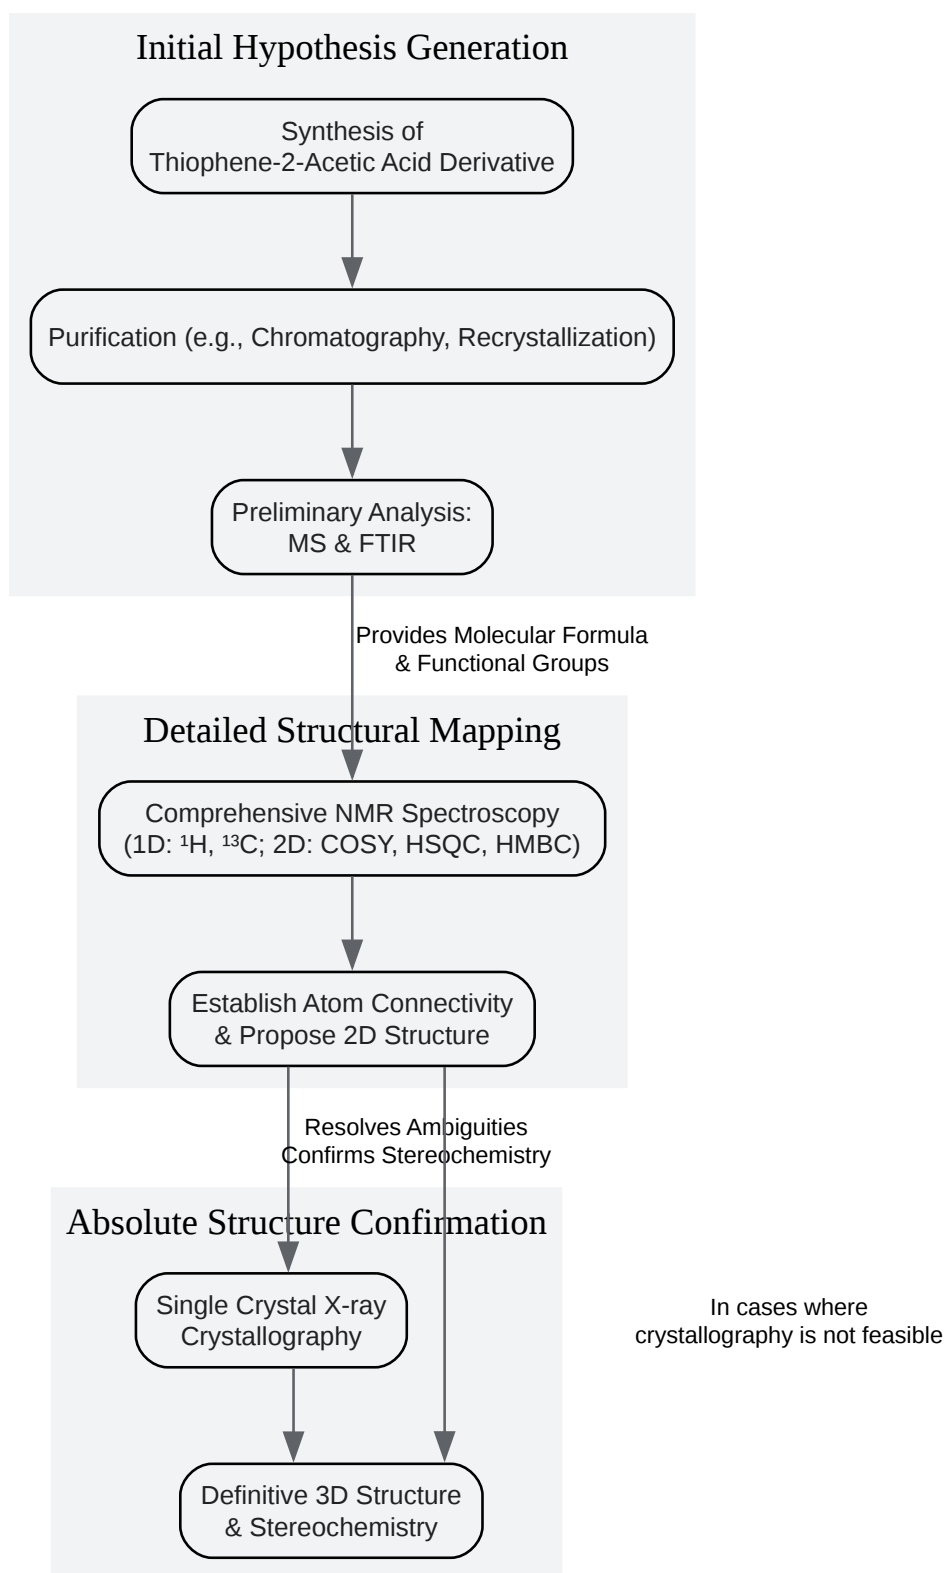 Initial Hypothesis Generation
Synthesis of
Thiophene-2-Acetic Acid Derivative
Purification (e.g., Chromatography, Recrystallization)
Preliminary Analysis:
MS & FTIR
Provides Molecular Formula
& Functional Groups
Detailed Structural Mapping
Comprehensive NMR Spectroscopy
(1D: ¹H, ¹³C; 2D: COSY, HSQC, HMBC)
Establish Atom Connectivity
& Propose 2D Structure
Resolves Ambiguities
Confirms Stereochemistry
Absolute Structure Confirmation
Single Crystal X-ray
Crystallography
In cases where
crystallography is not feasible
Definitive 3D Structure
& Stereochemistry